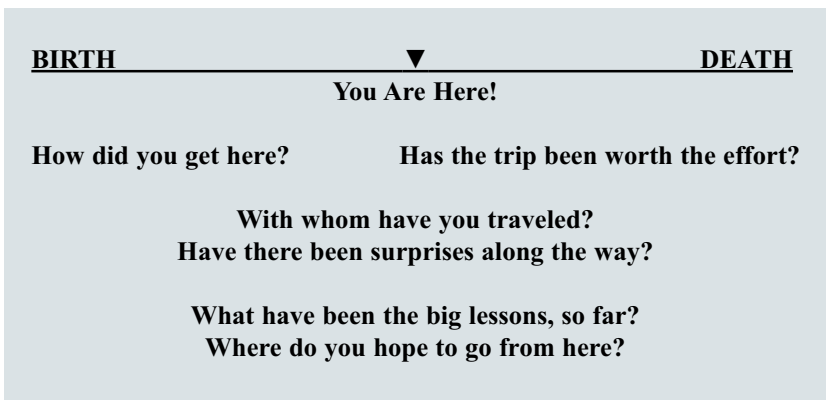 BIRTH ▼ DEATH
You Are Here!
How did you get here? Has the trip been worth the effort?
With whom have you traveled?
Have there been surprises along the way?
What have been the big lessons, so far?
Where do you hope to go from here?